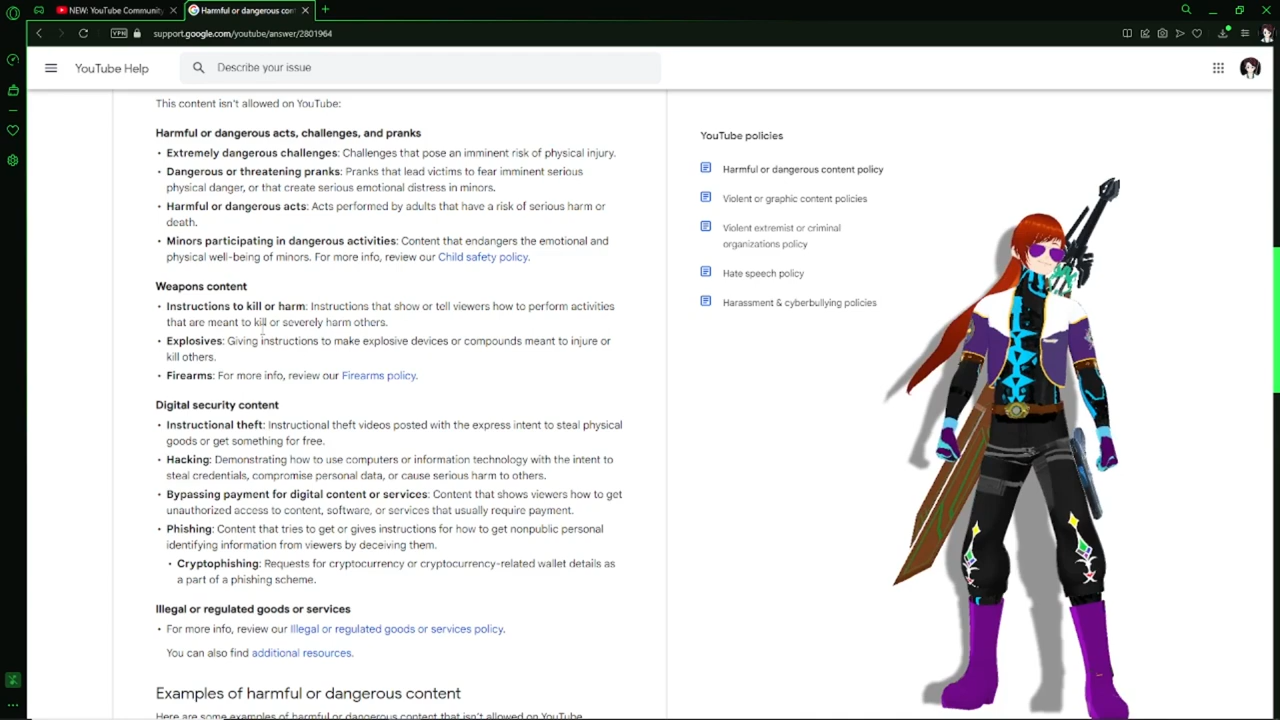 NEW: YouTube Community
Harmful or dangerous con
VPN
support.google.com/youtube/answer/2801964
YouTube Help
Describe your issue
This content isn't allowed on YouTube:
Harmful or dangerous acts, challenges, and pranks
• Extremely dangerous challenges: Challenges that pose an imminent risk of physical injury.
• Dangerous or threatening pranks: Pranks that lead victims to fear imminent serious
physical danger, or that create serious emotional distress in minors.
• Harmful or dangerous acts: Acts performed by adults that have a risk of serious harm or
death.
• Minors participating in dangerous activities: Content that endangers the emotional and
physical well-being of minors. For more info, review our Child safety policy.
Weapons content
• Instructions to kill or harm: Instructions that show or tell viewers how to perform activities
that are meant to kill or severely harm others.
• Explosives: Giving instructions to make explosive devices or compounds meant to injure or
kill others.
• Firearms: For more info, review our Firearms policy.
Digital security content
• Instructional theft: Instructional theft videos posted with the express intent to steal physical
goods or get something for free.
• Hacking: Demonstrating how to use computers or information technology with the intent to
steal credentials, compromise personal data, or cause serious harm to others.
• Bypassing payment for digital content or services: Content that shows viewers how to get
unauthorized access to content, software, or services that usually require payment.
• Phishing: Content that tries to get or gives instructions for how to get nonpublic personal
identifying information from viewers by deceiving them.
• Cryptophishing: Requests for cryptocurrency or cryptocurrency-related wallet details as
a part of a phishing scheme.
Illegal or regulated goods or services
• For more info, review our Illegal or regulated goods or services policy.
You can also find additional resources.
Examples of harmful or dangerous content
Here are some examples of harmful or dangerous content that isn't allowed on YouTube.
YouTube policies
Harmful or dangerous content policy
Violent or graphic content policies
Violent extremist or criminal
organizations policy
Hate speech policy
Harassment & cyberbullying policies